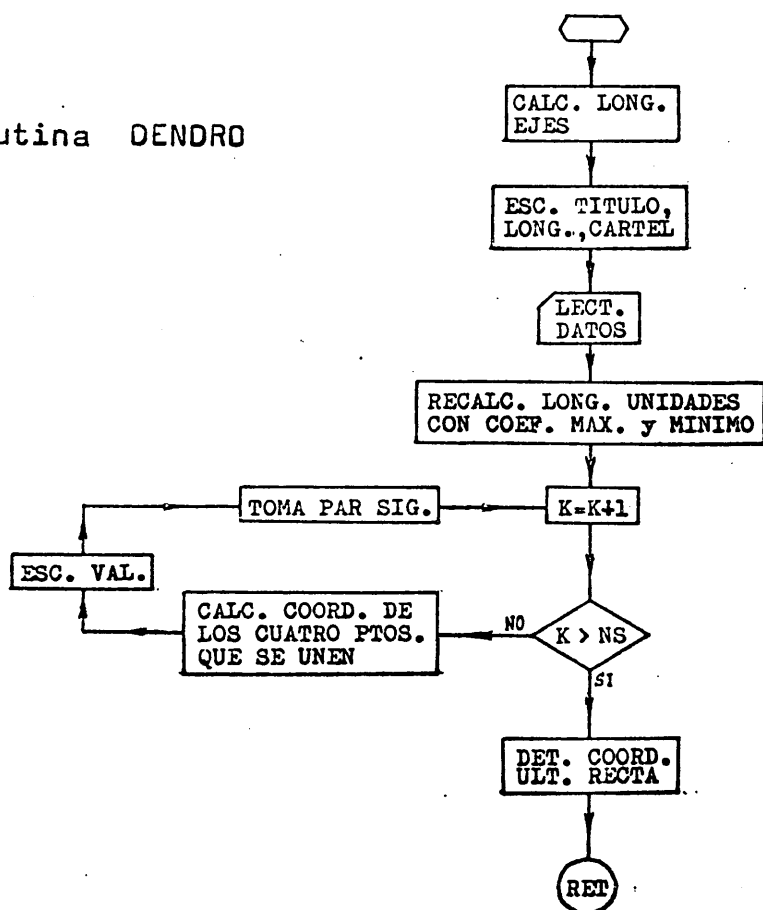 utina DENDRO
CALC. LONG.
EJES
ESC. TITULO,
LONG.,CARTEL
LECT.
DATOS
RECALC. LONG. UNIDADES
CON COEF. MAX. y MINIMO
TOMA PAR SIG.
K=K+1
ESC. VAL.
CALC. COORD. DE
LOS CUATRO PTOS.
QUE SE UNEN
NO
K > NS
SI
DET. COORD.
ULT. RECTA
RET